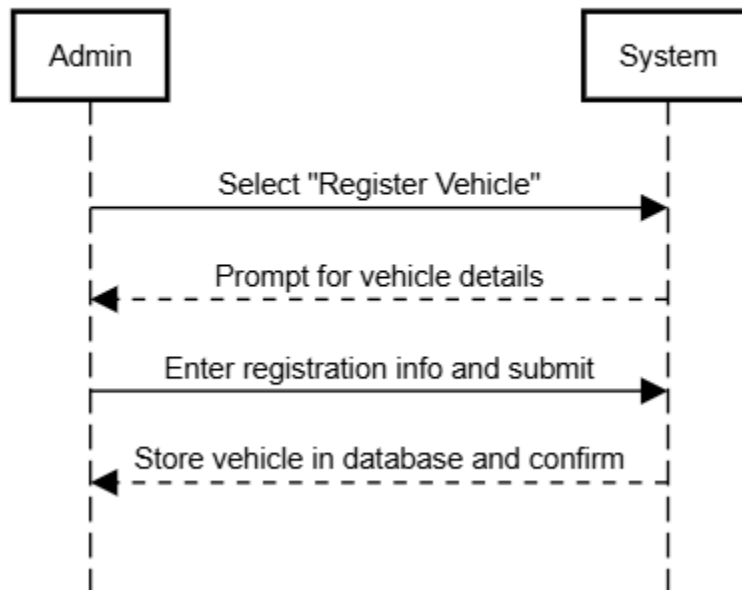 Admin
System
Select "Register Vehicle"
Prompt for vehicle details
Enter registration info and submit
Store vehicle in database and confirm